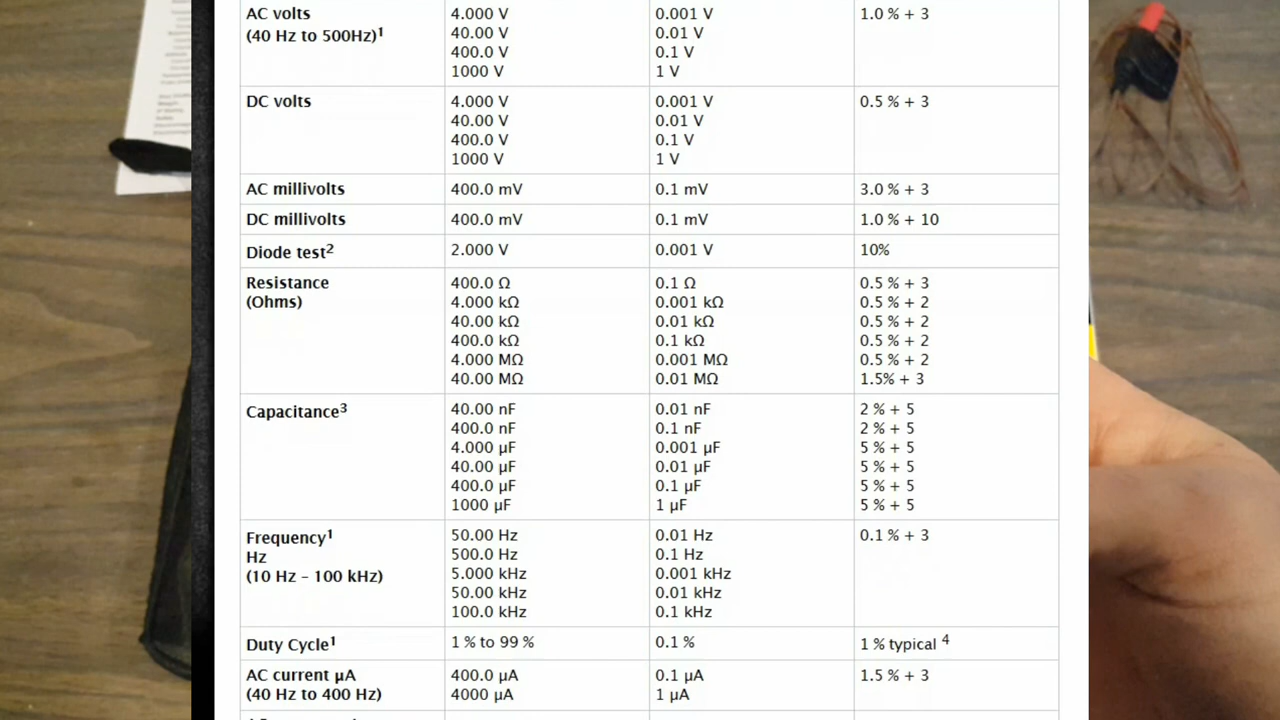 AC volts 4.000 V 0.001 V 1.0 % + 3
(40 Hz to 500Hz)¹ 40.00 V 0.01 V
400.0 V 0.1 V
1000 V 1 V
DC volts 4.000 V 0.001 V 0.5 % + 3
40.00 V 0.01 V
400.0 V 0.1 V
1000 V 1 V
AC millivolts 400.0 mV 0.1 mV 3.0 % + 3
DC millivolts 400.0 mV 0.1 mV 1.0 % + 10
Diode test² 2.000 V 0.001 V 10%
Resistance 400.0 Ω 0.1 Ω 0.5 % + 3
(Ohms) 4.000 kΩ 0.001 kΩ 0.5 % + 2
40.00 kΩ 0.01 kΩ 0.5 % + 2
400.0 kΩ 0.1 kΩ 0.5 % + 2
4.000 MΩ 0.001 MΩ 0.5 % + 2
40.00 MΩ 0.01 MΩ 1.5% + 3
Capacitance³ 40.00 nF 0.01 nF 2 % + 5
400.0 nF 0.1 nF 2 % + 5
4.000 µF 0.001 µF 5 % + 5
40.00 µF 0.01 µF 5 % + 5
400.0 µF 0.1 µF 5 % + 5
1000 µF 1 µF 5 % + 5
Frequency¹ 50.00 Hz 0.01 Hz 0.1 % + 3
Hz 500.0 Hz 0.1 Hz
(10 Hz – 100 kHz) 5.000 kHz 0.001 kHz
50.00 kHz 0.01 kHz
100.0 kHz 0.1 kHz
Duty Cycle¹ 1 % to 99 % 0.1 % 1 % typical ⁴
AC current µA 400.0 µA 0.1 µA 1.5 % + 3
(40 Hz to 400 Hz) 4000 µA 1 µA